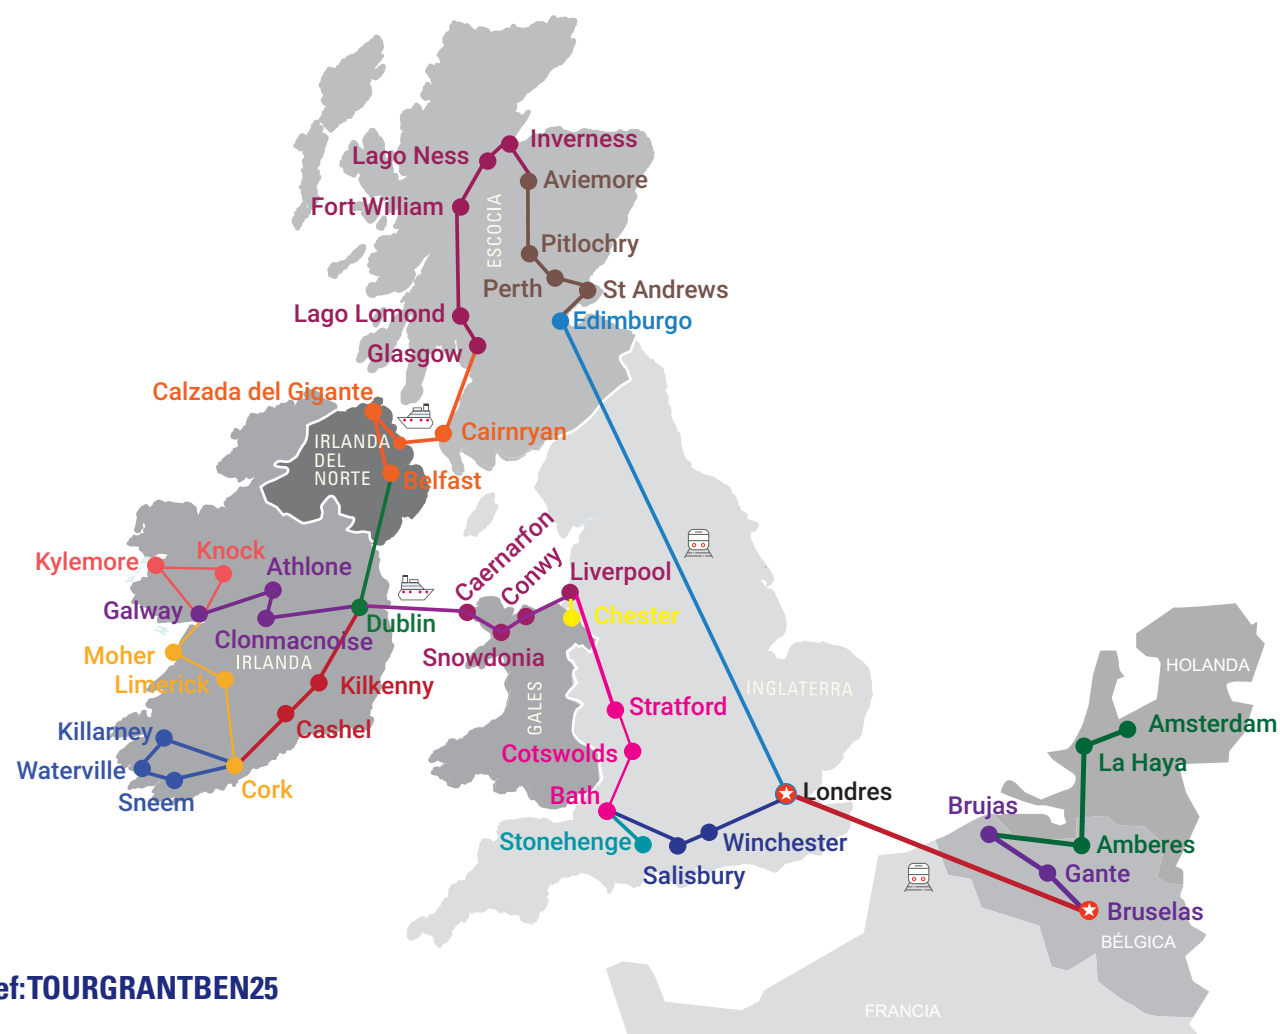 Inverness
Lago Ness
Aviemore
Fort William
ESCOCIA
Pitlochry
Perth
St Andrews
Lago Lomond
Edimburgo
Glasgow
Calzada del Gigante
Cairnryan
IRLANDA
DEL
NORTE
Belfast
Caernarfon
Conwy
Knock
Kylemore
Athlone
Liverpool
Galway
Chester
Dublin
Clonmacnoise
Moher
IRLANDA
Snowdonia
Limerick
Kilkenny
INGLATERRA
GALES
HOLANDA
Stratford
Killarney
Cashel
Amsterdam
Cotswolds
La Haya
Waterville
Sneem
Cork
Bath
Londres
Brujas
Stonehenge
Winchester
Amberes
Salisbury
Gante
Bruselas
BÉLGICA
ef:TOURGRANTBEN25
FRANCIA